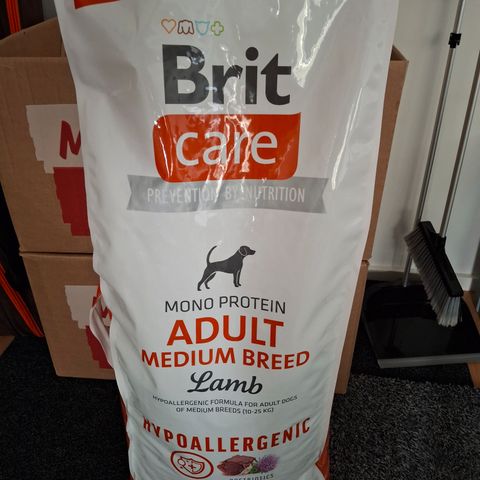 Brit
care
PREVENTION BY NUTRITION
MONO PROTEIN
ADULT
MEDIUM BREED
Lamb
HYPOALLERGENIC FORMULA FOR ADULT DOGS
OF MEDIUM BREEDS (10-25 KG)
HYPOALLERGENIC